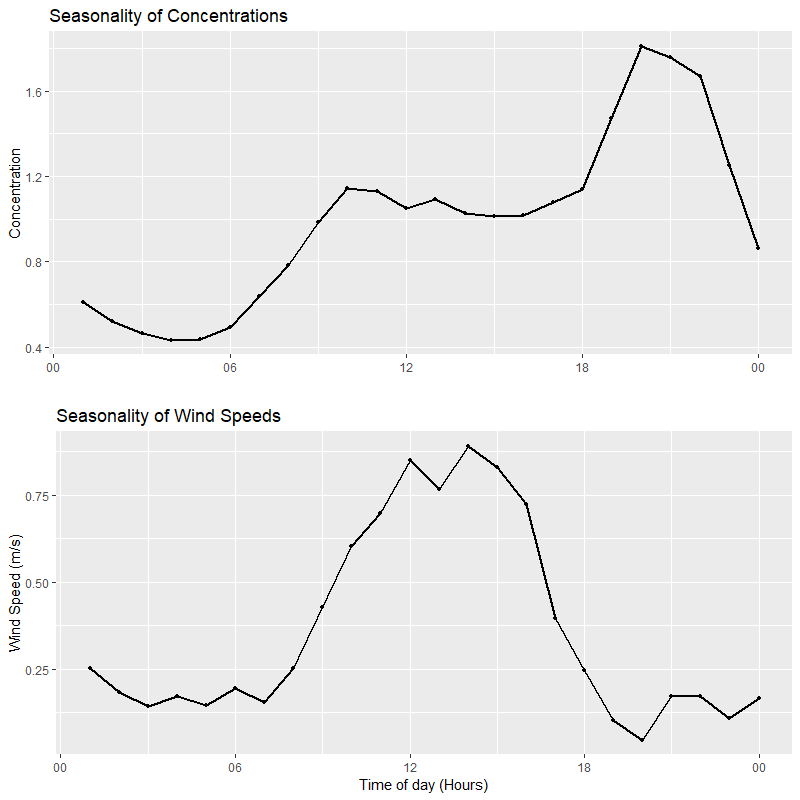 Seasonality of Concentrations
Concentration
1.6
1.2
0.8
0.4
00 06 12 18 00
Seasonality of Wind Speeds
Wind Speed (m/s)
0.75
0.50
0.25
00 06 12 18 00
Time of day (Hours)